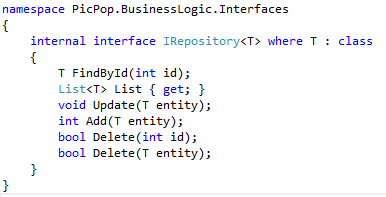 namespace PicPop.BusinessLogic.Interfaces
{
    internal interface IRepository<T> where T : class
    {
        T FindById(int id);
        List<T> List { get; }
        void Update(T entity);
        int Add(T entity);
        bool Delete(int id);
        bool Delete(T entity);
    }
}